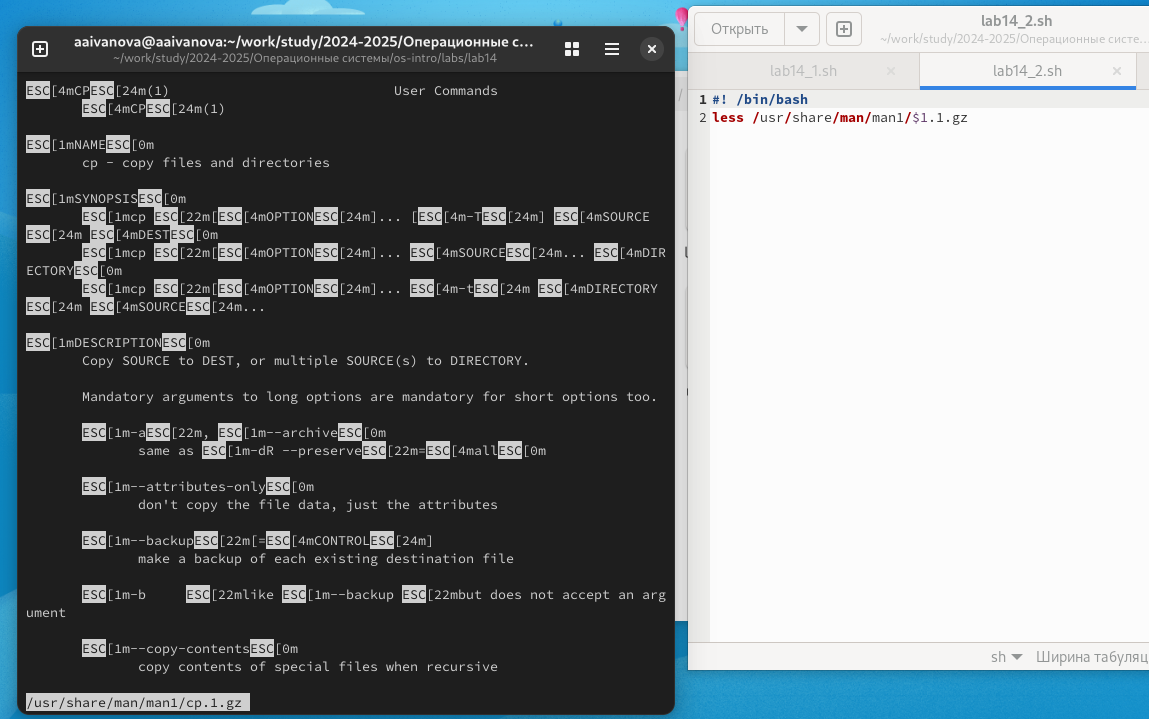 aaivanova@aaivanova:~/work/study/2024-2025/Операционные с…
~/work/study/2024-2025/Операционные системы/os-intro/labs/lab14
ESC[4mCPESC[24m(1)                            User Commands
       ESC[4mCPESC[24m(1)
ESC[1mNAMEESC[0m
       cp - copy files and directories
ESC[1mSYNOPSISESC[0m
       ESC[1mcp ESC[22m[ESC[4mOPTIONESC[24m]... [ESC[4m-TESC[24m] ESC[4mSOURCE
ESC[24m ESC[4mDESTESC[0m
       ESC[1mcp ESC[22m[ESC[4mOPTIONESC[24m]... ESC[4mSOURCEESC[24m... ESC[4mDIR
ECTORYESC[0m
       ESC[1mcp ESC[22m[ESC[4mOPTIONESC[24m]... ESC[4m-tESC[24m ESC[4mDIRECTORY
ESC[24m ESC[4mSOURCEESC[24m...
ESC[1mDESCRIPTIONESC[0m
       Copy SOURCE to DEST, or multiple SOURCE(s) to DIRECTORY.
       Mandatory arguments to long options are mandatory for short options too.
       ESC[1m-aESC[22m, ESC[1m--archiveESC[0m
              same as ESC[1m-dR --preserveESC[22m=ESC[4mallESC[0m
       ESC[1m--attributes-onlyESC[0m
              don't copy the file data, just the attributes
       ESC[1m--backupESC[22m[=ESC[4mCONTROLESC[24m]
              make a backup of each existing destination file
       ESC[1m-b     ESC[22mlike ESC[1m--backup ESC[22mbut does not accept an arg
ument
       ESC[1m--copy-contentsESC[0m
              copy contents of special files when recursive
/usr/share/man/man1/cp.1.gz
Открыть
lab14_2.sh
~/work/study/2024-2025/Операционные систе…
lab14_1.sh
lab14_2.sh
1 #! /bin/bash
2 less /usr/share/man/man1/$1.1.gz
sh
Ширина табуляц